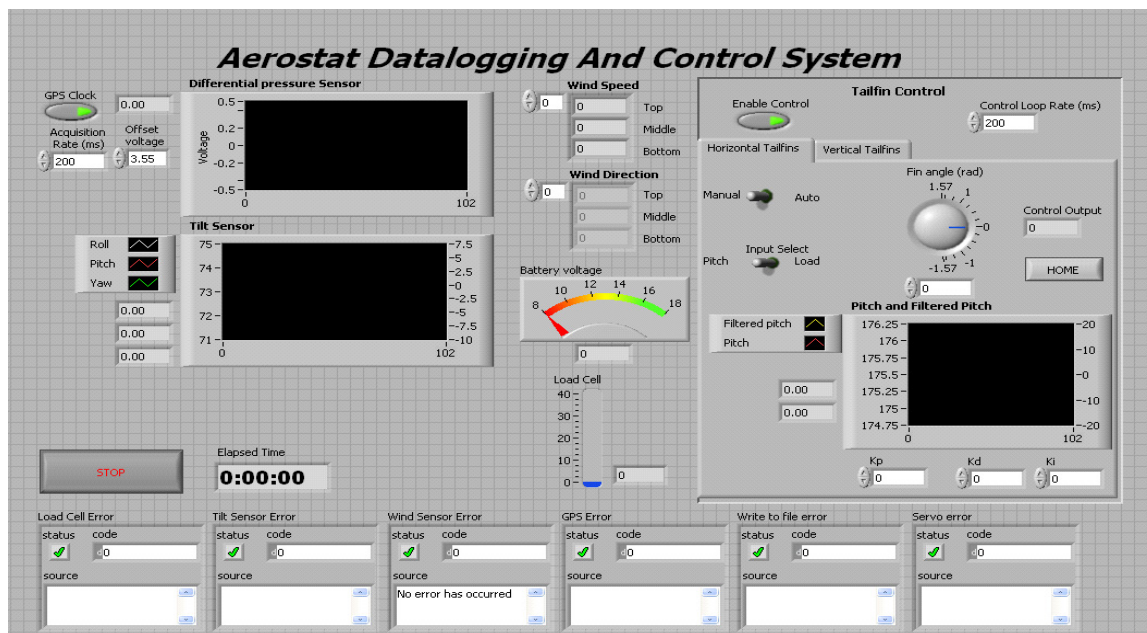 Aerostat Datalogging And Control System
GPS Clock
0.00
Acquisition
Rate (ms)
200
Offset
voltage
3.55
Differential pressure Sensor
Voltage
0.5
0.2
0
-0.2
-0.5
0
102
Tilt Sensor
Roll
Pitch
Yaw
0.00
0.00
0.00
75
74
73
72
71
-7.5
-5
-2.5
-0
-2.5
-5
-7.5
-10
0
102
Wind Speed
0
0
Top
0
Middle
0
Bottom
Wind Direction
0
0
Top
0
Middle
0
Bottom
Battery voltage
8
10
12
14
16
18
0
Load Cell
40
30
20
10
0
0
Tailfin Control
Enable Control
Control Loop Rate (ms)
200
Horizontal Tailfins
Vertical Tailfins
Manual
Auto
Input Select
Pitch
Load
Fin angle (rad)
1.57
1
0
-1
-1.57
0
Control Output
0
HOME
Pitch and Filtered Pitch
Filtered pitch
Pitch
0.00
0.00
176.25
176
175.75
175.5
175.25
175
174.75
-20
-10
-0
-10
-20
0
102
Kp
0
Kd
0
Ki
0
STOP
Elapsed Time
0:00:00
Load Cell Error
status
code
d0
source
Tilt Sensor Error
status
code
d0
source
Wind Sensor Error
status
code
d0
source
No error has occurred
GPS Error
status
code
d0
source
Write to file error
status
code
d0
source
Servo error
status
code
d0
source